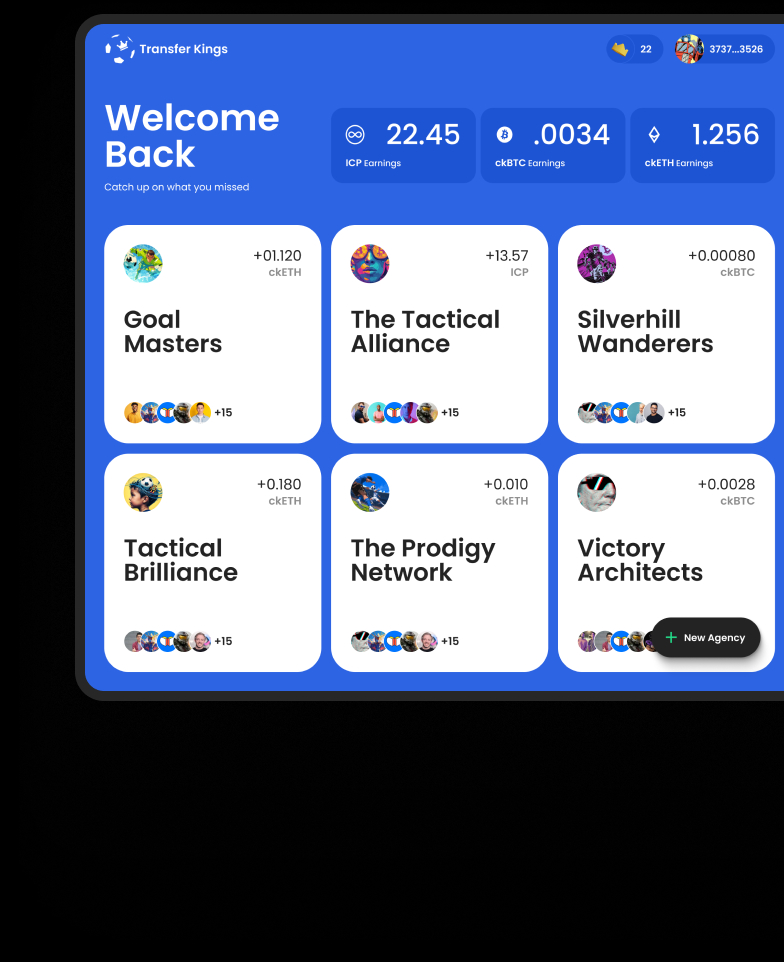 Transfer Kings
22
3737...3526
Welcome
Back
Catch up on what you missed
22.45
ICP Earnings
.0034
ckBTC Earnings
1.256
ckETH Earnings
+01.120
ckETH
Goal
Masters
+15
+13.57
ICP
The Tactical
Alliance
+15
+0.00080
ckBTC
Silverhill
Wanderers
+15
+0.180
ckETH
Tactical
Brilliance
+15
+0.010
ckETH
The Prodigy
Network
+15
+0.0028
ckBTC
Victory
Architects
New Agency